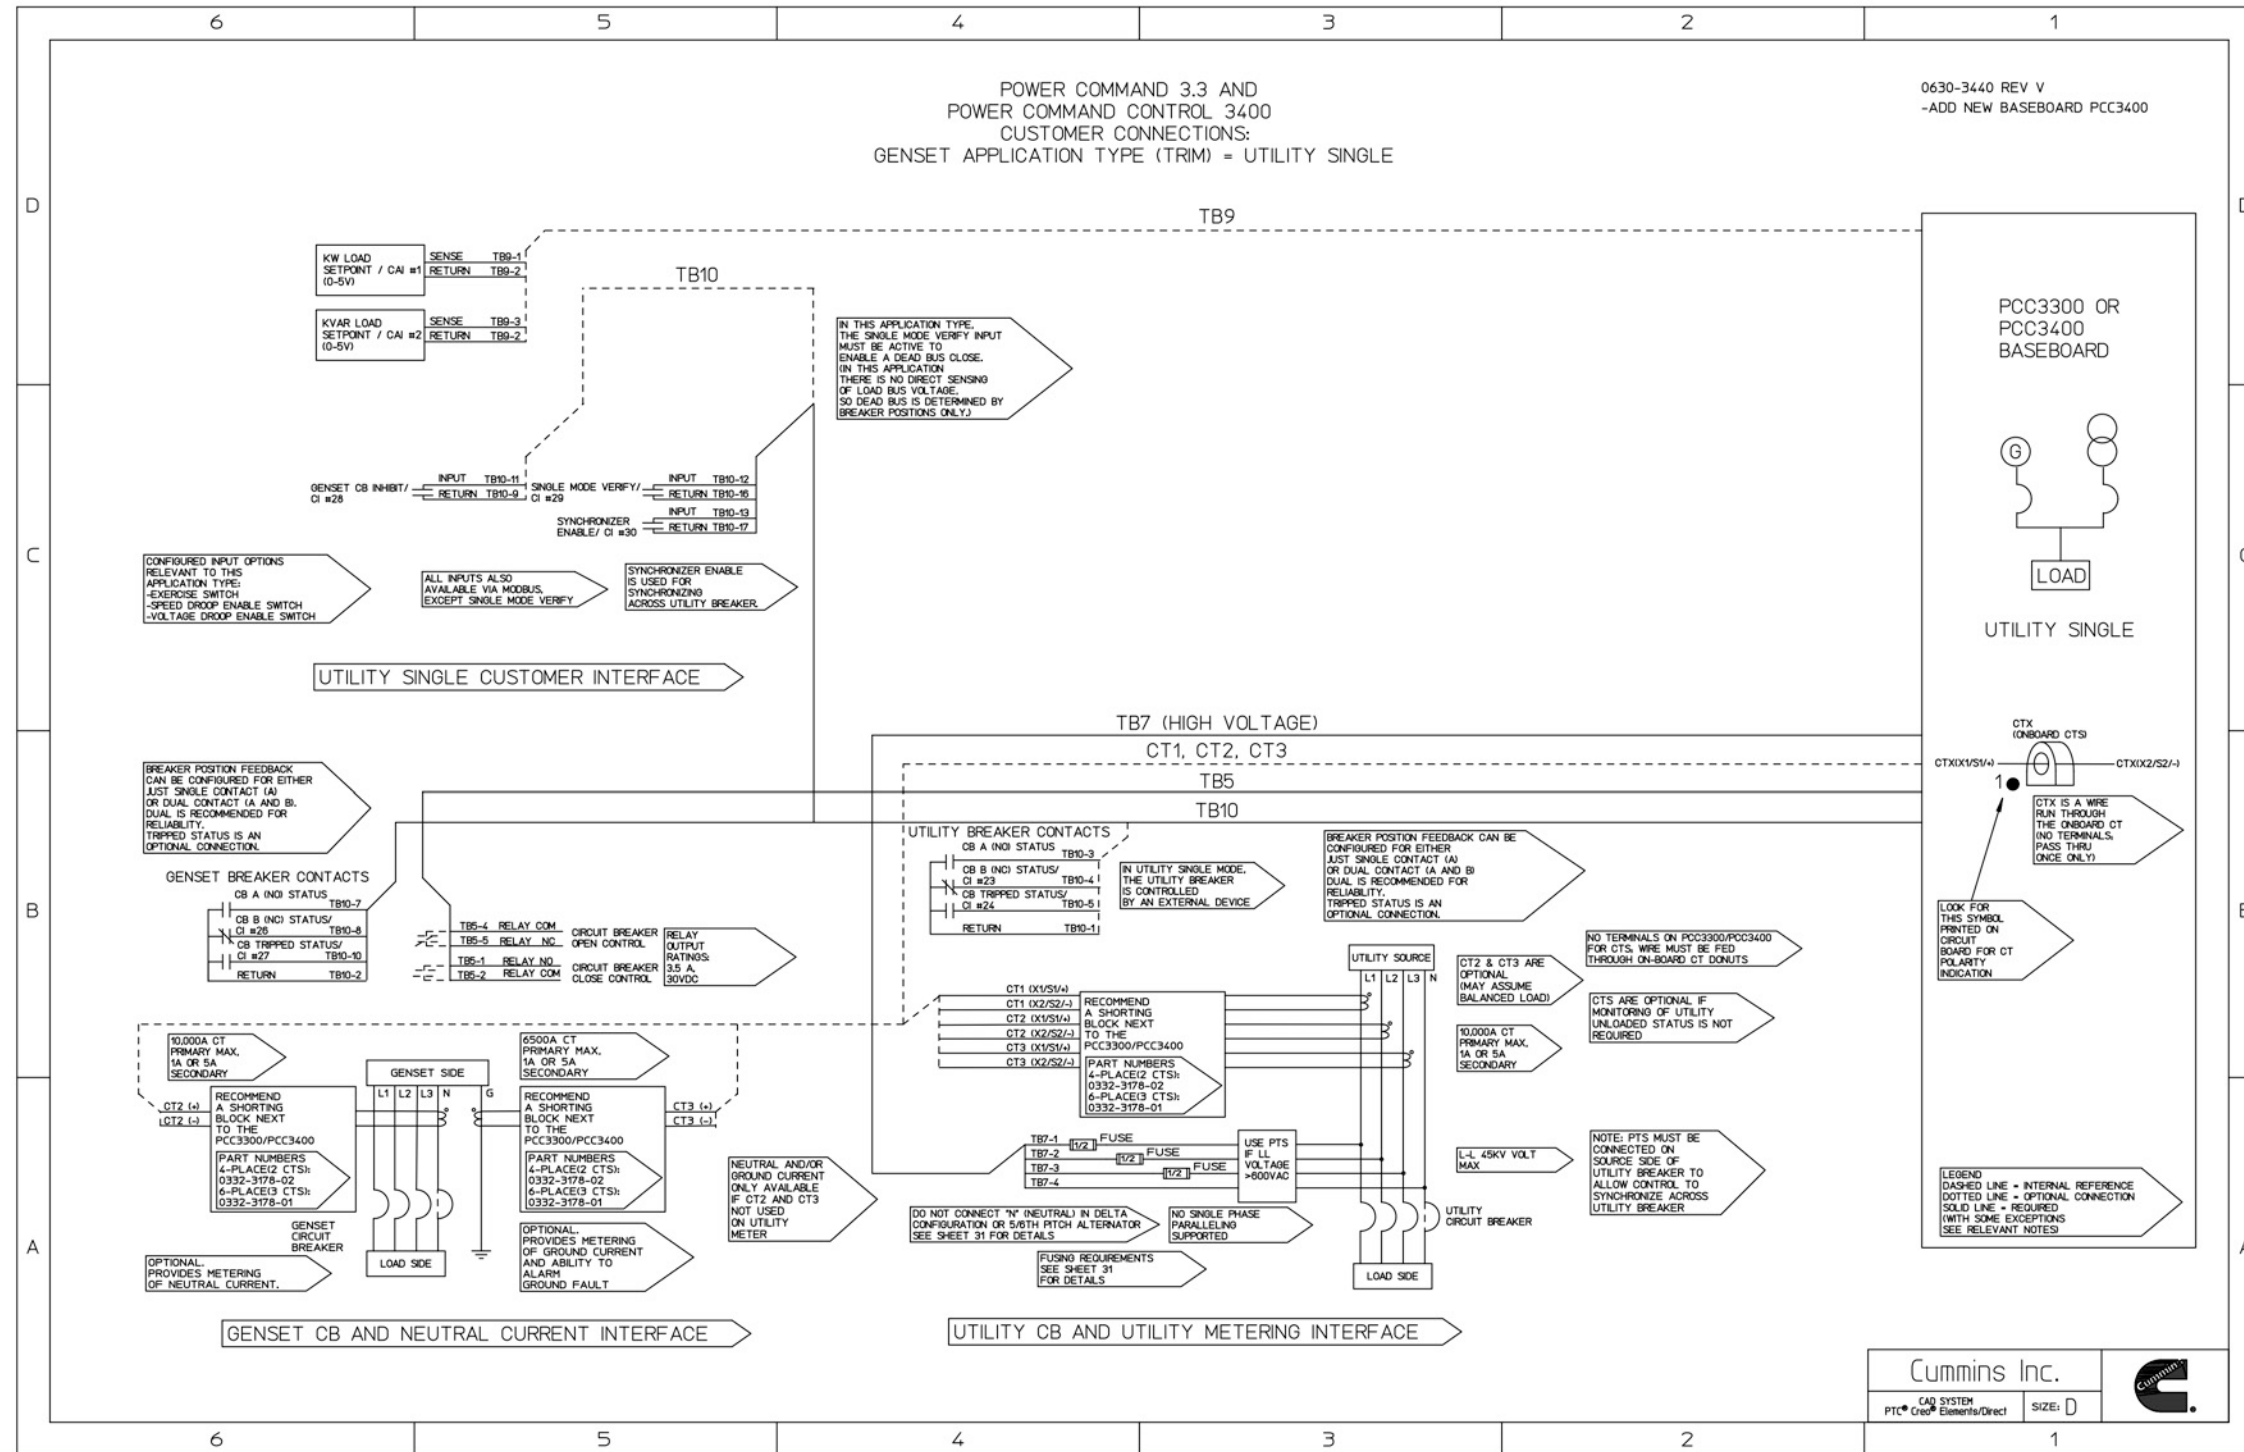 6 5 4 3 2 1
POWER COMMAND 3.3 AND
POWER COMMAND CONTROL 3400
CUSTOMER CONNECTIONS:
GENSET APPLICATION TYPE (TRIM) = UTILITY SINGLE
0630-3440 REV V
-ADD NEW BASEBOARD PCC3400
D
TB9
KW LOAD
SETPOINT / CAI #1
(0-5V)
SENSE TB9-1
RETURN TB9-2
KVAR LOAD
SETPOINT / CAI #2
(0-5V)
SENSE TB9-3
RETURN TB9-2
TB10
IN THIS APPLICATION TYPE,
THE SINGLE MODE VERIFY INPUT
MUST BE ACTIVE TO
ENABLE A DEAD BUS CLOSE.
(IN THIS APPLICATION
THERE IS NO DIRECT SENSING
OF LOAD BUS VOLTAGE,
SO DEAD BUS IS DETERMINED BY
BREAKER POSITIONS ONLY.)
PCC3300 OR
PCC3400
BASEBOARD
G
LOAD
UTILITY SINGLE
GENSET CB INHIBIT/
CI #28
INPUT TB10-11
RETURN TB10-9
SINGLE MODE VERIFY/
CI #29
INPUT TB10-12
RETURN TB10-16
SYNCHRONIZER
ENABLE/ CI #30
INPUT TB10-13
RETURN TB10-17
C
CONFIGURED INPUT OPTIONS
RELEVANT TO THIS
APPLICATION TYPE:
-EXERCISE SWITCH
-SPEED DROOP ENABLE SWITCH
-VOLTAGE DROOP ENABLE SWITCH
ALL INPUTS ALSO
AVAILABLE VIA MODBUS,
EXCEPT SINGLE MODE VERIFY
SYNCHRONIZER ENABLE
IS USED FOR
SYNCHRONIZING
ACROSS UTILITY BREAKER.
UTILITY SINGLE CUSTOMER INTERFACE
TB7 (HIGH VOLTAGE)
CT1, CT2, CT3
TB5
TB10
CTX
(ONBOARD CTS)
CTX(X1/S1/+)
CTX(X2/S2/-)
1
CTX IS A WIRE
RUN THROUGH
THE ONBOARD CT
(NO TERMINALS,
PASS THRU
ONCE ONLY)
LOOK FOR
THIS SYMBOL
PRINTED ON
CIRCUIT
BOARD FOR CT
POLARITY
INDICATION
B
BREAKER POSITION FEEDBACK
CAN BE CONFIGURED FOR EITHER
JUST SINGLE CONTACT (A)
OR DUAL CONTACT (A AND B).
DUAL IS RECOMMENDED FOR
RELIABILITY.
TRIPPED STATUS IS AN
OPTIONAL CONNECTION.
GENSET BREAKER CONTACTS
CB A (NO) STATUS
TB10-7
CB B (NC) STATUS/
CI #26 TB10-8
CB TRIPPED STATUS/
CI #27 TB10-10
RETURN TB10-2
TB5-4 RELAY COM
TB5-5 RELAY NC
CIRCUIT BREAKER
OPEN CONTROL
TB5-1 RELAY NO
TB5-2 RELAY COM
CIRCUIT BREAKER
CLOSE CONTROL
RELAY
OUTPUT
RATINGS:
3.5 A,
30VDC
UTILITY BREAKER CONTACTS
CB A (NO) STATUS
TB10-3
CB B (NC) STATUS/
CI #23 TB10-4
CB TRIPPED STATUS/
CI #24 TB10-5
RETURN TB10-1
IN UTILITY SINGLE MODE,
THE UTILITY BREAKER
IS CONTROLLED
BY AN EXTERNAL DEVICE
BREAKER POSITION FEEDBACK CAN BE
CONFIGURED FOR EITHER
JUST SINGLE CONTACT (A)
OR DUAL CONTACT (A AND B)
DUAL IS RECOMMENDED FOR
RELIABILITY.
TRIPPED STATUS IS AN
OPTIONAL CONNECTION.
UTILITY SOURCE
L1 L2 L3 N
CT2 & CT3 ARE
OPTIONAL
(MAY ASSUME
BALANCED LOAD)
NO TERMINALS ON PCC3300/PCC3400
FOR CTS, WIRE MUST BE FED
THROUGH ON-BOARD CT DONUTS
CTS ARE OPTIONAL IF
MONITORING OF UTILITY
UNLOADED STATUS IS NOT
REQUIRED
10,000A CT
PRIMARY MAX,
1A OR 5A
SECONDARY
CT1 (X1/S1/+)
CT1 (X2/S2/-)
CT2 (X1/S1/+)
CT2 (X2/S2/-)
CT3 (X1/S1/+)
CT3 (X2/S2/-)
RECOMMEND
A SHORTING
BLOCK NEXT
TO THE
PCC3300/PCC3400
PART NUMBERS
4-PLACE(2 CTS):
0332-3178-02
6-PLACE(3 CTS):
0332-3178-01
10,000A CT
PRIMARY MAX,
1A OR 5A
SECONDARY
GENSET SIDE
L1 L2 L3 N G
6500A CT
PRIMARY MAX,
1A OR 5A
SECONDARY
CT2 (+)
CT2 (-)
RECOMMEND
A SHORTING
BLOCK NEXT
TO THE
PCC3300/PCC3400
PART NUMBERS
4-PLACE(2 CTS):
0332-3178-02
6-PLACE(3 CTS):
0332-3178-01
RECOMMEND
A SHORTING
BLOCK NEXT
TO THE
PCC3300/PCC3400
PART NUMBERS
4-PLACE(2 CTS):
0332-3178-02
6-PLACE(3 CTS):
0332-3178-01
CT3 (+)
CT3 (-)
A
GENSET
CIRCUIT
BREAKER
LOAD SIDE
OPTIONAL.
PROVIDES METERING
OF NEUTRAL CURRENT.
OPTIONAL.
PROVIDES METERING
OF GROUND CURRENT
AND ABILITY TO
ALARM
GROUND FAULT
NEUTRAL AND/OR
GROUND CURRENT
ONLY AVAILABLE
IF CT2 AND CT3
NOT USED
ON UTILITY
METER
TB7-1 1/2 FUSE
TB7-2 1/2 FUSE
TB7-3 1/2 FUSE
TB7-4
USE PTS
IF LL
VOLTAGE
>600VAC
L-L 45KV VOLT
MAX
NOTE: PTS MUST BE
CONNECTED ON
SOURCE SIDE OF
UTILITY BREAKER TO
ALLOW CONTROL TO
SYNCHRONIZE ACROSS
UTILITY BREAKER
DO NOT CONNECT "N" (NEUTRAL) IN DELTA
CONFIGURATION OR 5/6TH PITCH ALTERNATOR
SEE SHEET 31 FOR DETAILS
NO SINGLE PHASE
PARALLELING
SUPPORTED
FUSING REQUIREMENTS
SEE SHEET 31
FOR DETAILS
UTILITY
CIRCUIT BREAKER
LOAD SIDE
LEGEND
DASHED LINE = INTERNAL REFERENCE
DOTTED LINE = OPTIONAL CONNECTION
SOLID LINE = REQUIRED
(WITH SOME EXCEPTIONS
SEE RELEVANT NOTES)
GENSET CB AND NEUTRAL CURRENT INTERFACE
UTILITY CB AND UTILITY METERING INTERFACE
Cummins Inc.
CAD SYSTEM
PTC® Creo® Elements/Direct
SIZE: D
Cummins
6 5 4 3 2 1